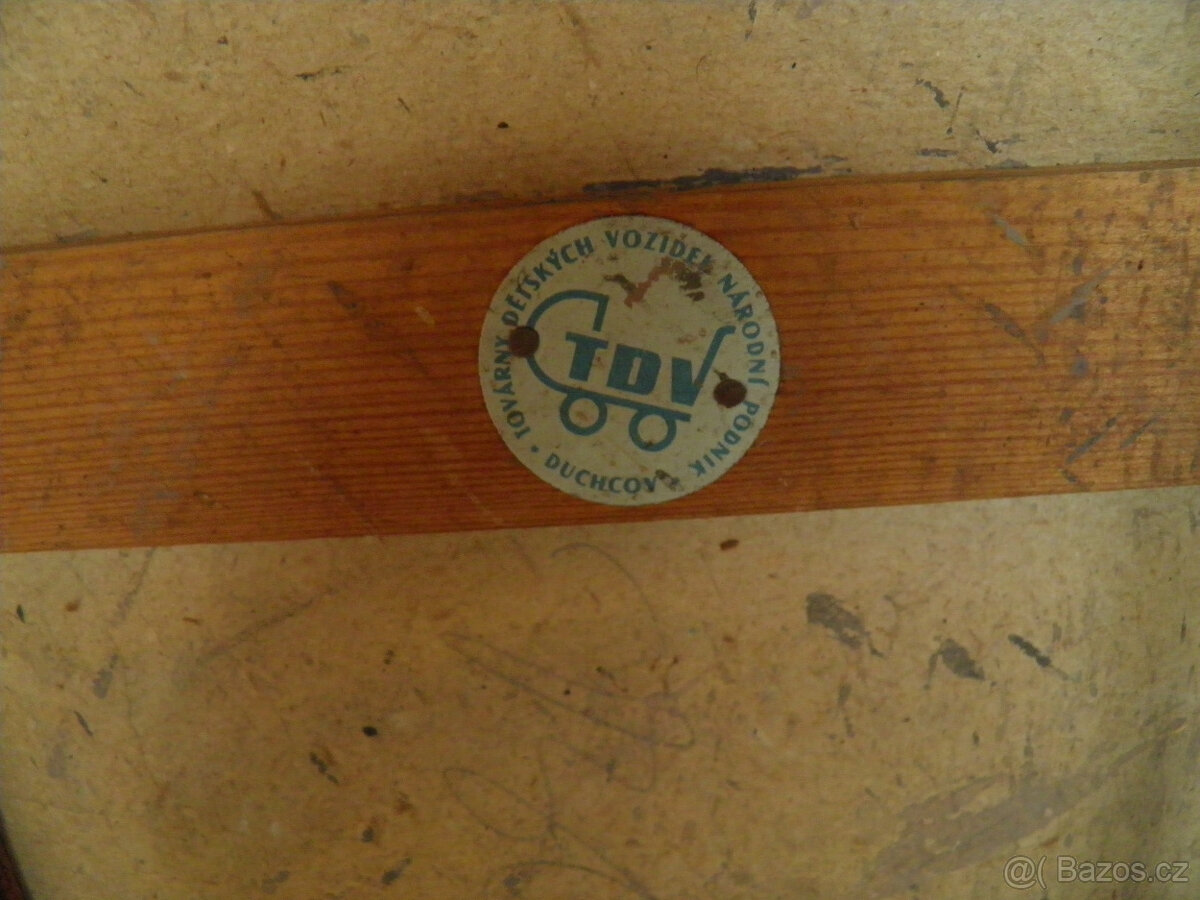 TOVÁRNY DĚTSKÝCH VOZIDEL NÁRODNÍ PODNIK
TDV
• DUCHCOV
@( Bazos.cz